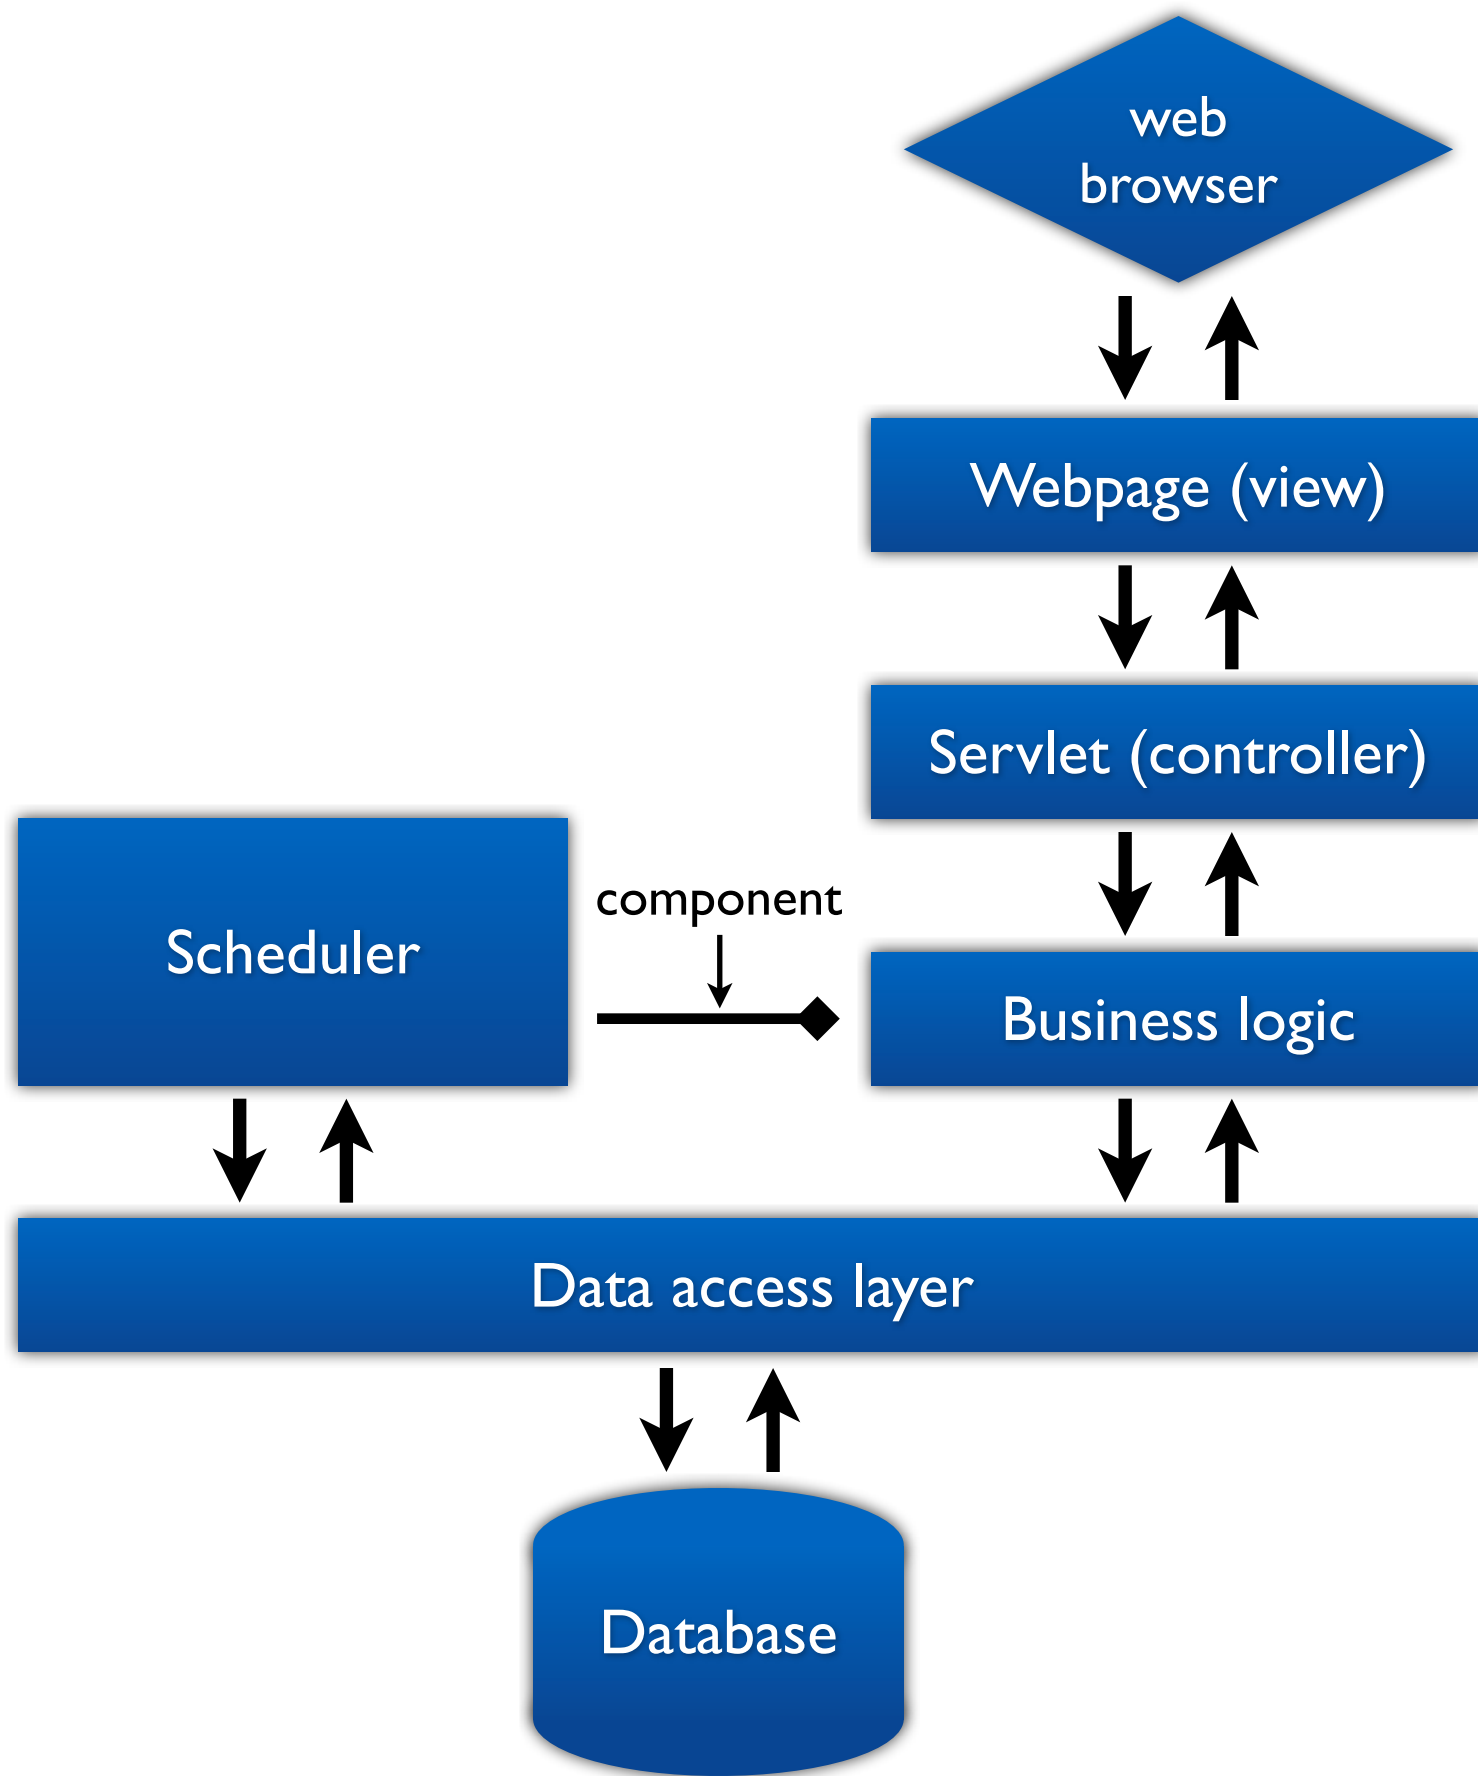 web
browser
Webpage (view)
Servlet (controller)
Scheduler
component
Business logic
Data access layer
Database